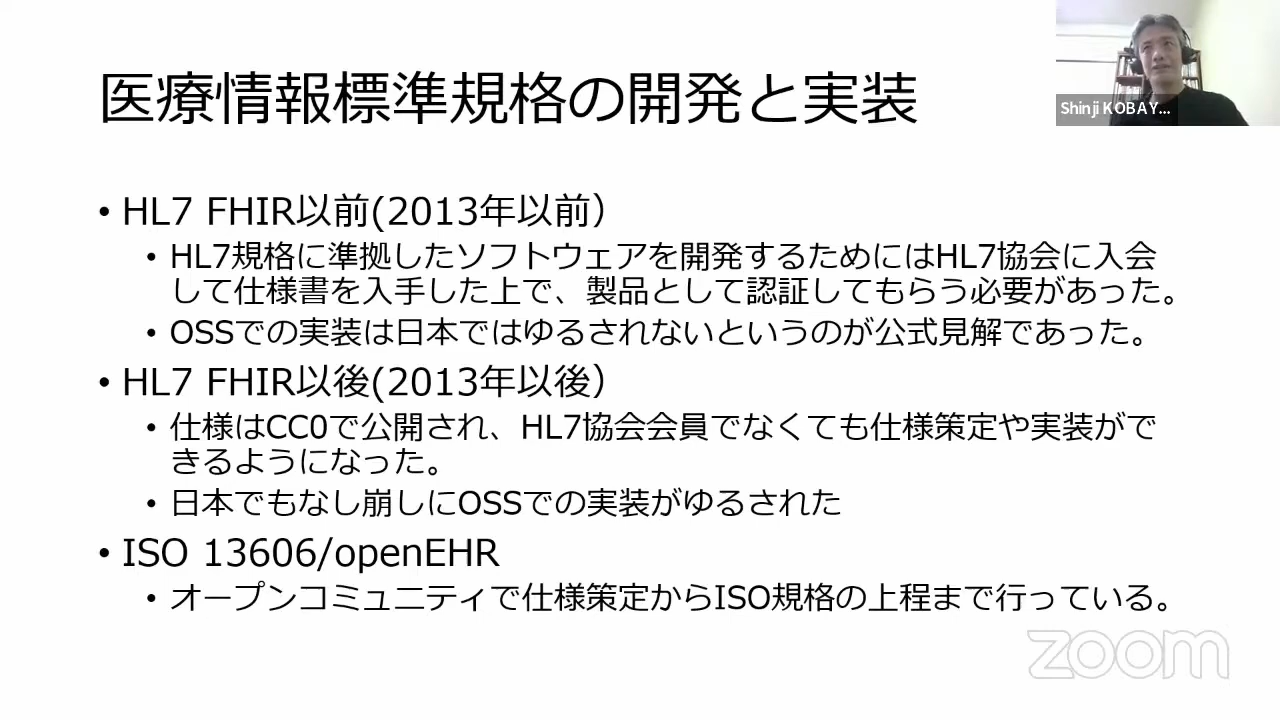 医療情報標準規格の開発と実装
Shinji KOBAY...
• HL7 FHIR以前(2013年以前）
• HL7規格に準拠したソフトウェアを開発するためにはHL7協会に入会
して仕様書を入手した上で、製品として認証してもらう必要があった。
• OSSでの実装は日本ではゆるされないというのが公式見解であった。
• HL7 FHIR以後(2013年以後）
• 仕様はCC0で公開され、HL7協会会員でなくても仕様策定や実装がで
きるようになった。
• 日本でもなし崩しにOSSでの実装がゆるされた
• ISO 13606/openEHR
• オープンコミュニティで仕様策定からISO規格の上程まで行っている。
zoom